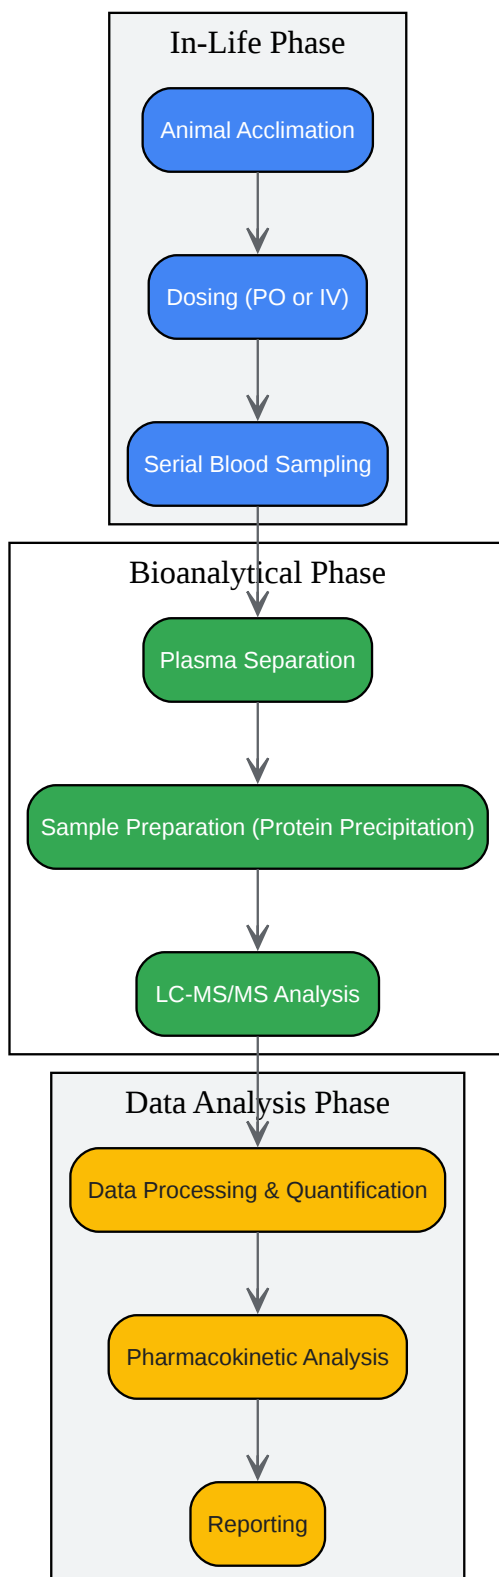 In-Life Phase
Animal Acclimation
Dosing (PO or IV)
Serial Blood Sampling
Bioanalytical Phase
Plasma Separation
Sample Preparation (Protein Precipitation)
LC-MS/MS Analysis
Data Analysis Phase
Data Processing & Quantification
Pharmacokinetic Analysis
Reporting